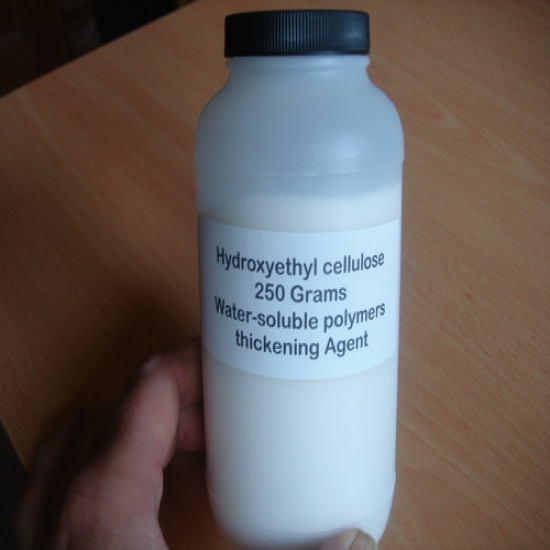 Hydroxyethyl cellulose
250 Grams
Water-soluble polymers
thickening Agent